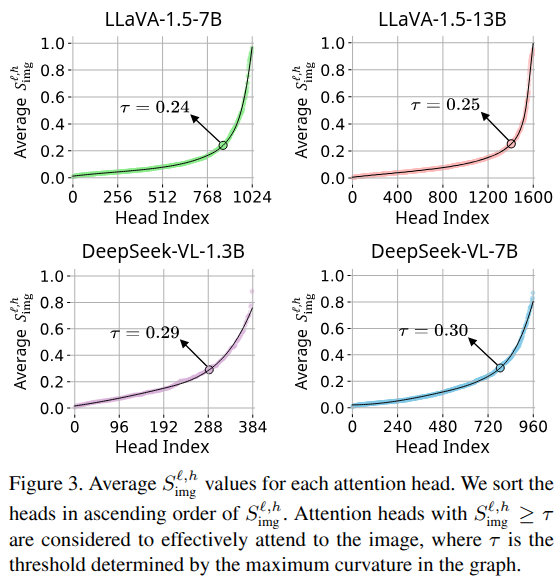 LLaVA-1.5-7B
Average $S_{\text{img}}^{\ell,h}$
1.0
0.8
0.6
0.4
0.2
0.0
τ = 0.24
0 256 512 768 1024
Head Index
LLaVA-1.5-13B
Average $S_{\text{img}}^{\ell,h}$
1.0
0.8
0.6
0.4
0.2
0.0
τ = 0.25
0 400 800 1200 1600
Head Index
DeepSeek-VL-1.3B
Average $S_{\text{img}}^{\ell,h}$
1.0
0.8
0.6
0.4
0.2
0.0
τ = 0.29
0 96 192 288 384
Head Index
DeepSeek-VL-7B
Average $S_{\text{img}}^{\ell,h}$
1.0
0.8
0.6
0.4
0.2
0.0
τ = 0.30
0 240 480 720 960
Head Index
Figure 3. Average $S_{\text{img}}^{\ell,h}$ values for each attention head. We sort the
heads in ascending order of $S_{\text{img}}^{\ell,h}$. Attention heads with $S_{\text{img}}^{\ell,h}$ ≥ τ
are considered to effectively attend to the image, where τ is the
threshold determined by the maximum curvature in the graph.